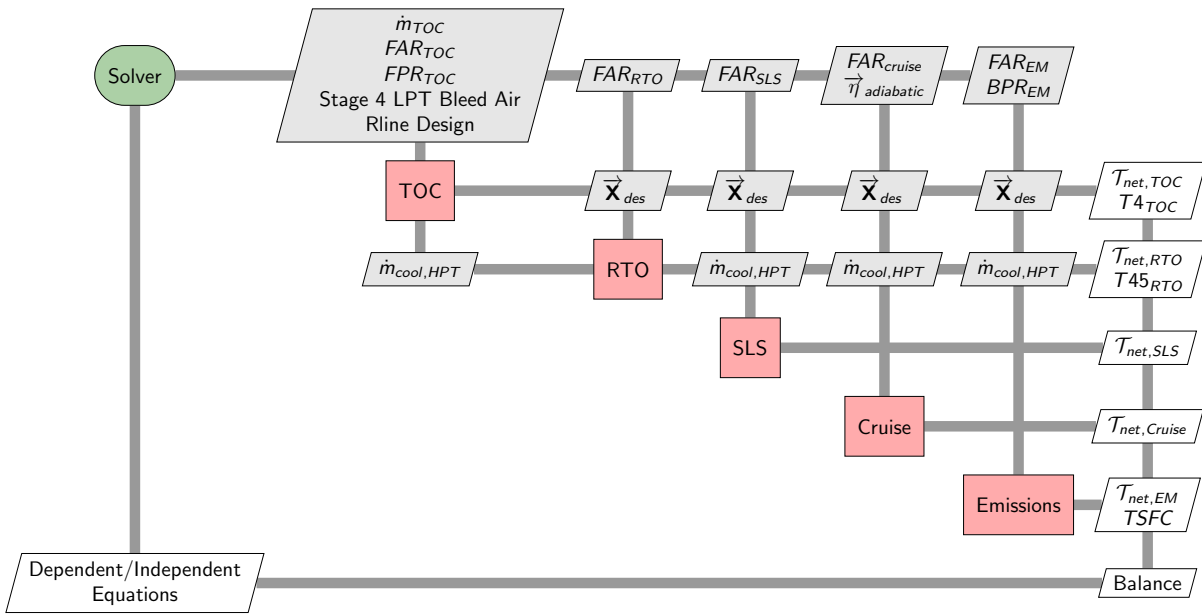 Solver
ṁ_TOC
FAR_TOC
FPR_TOC
Stage 4 LPT Bleed Air
Rline Design
FAR_RTO
FAR_SLS
FAR_cruise
η⃗_adiabatic
FAR_EM
BPR_EM
TOC
X⃗_des
X⃗_des
X⃗_des
X⃗_des
𝒯_net,TOC
T4_TOC
ṁ_cool,HPT
RTO
ṁ_cool,HPT
ṁ_cool,HPT
ṁ_cool,HPT
𝒯_net,RTO
T45_RTO
SLS
𝒯_net,SLS
Cruise
𝒯_net,Cruise
Emissions
𝒯_net,EM
TSFC
Dependent/Independent
Equations
Balance